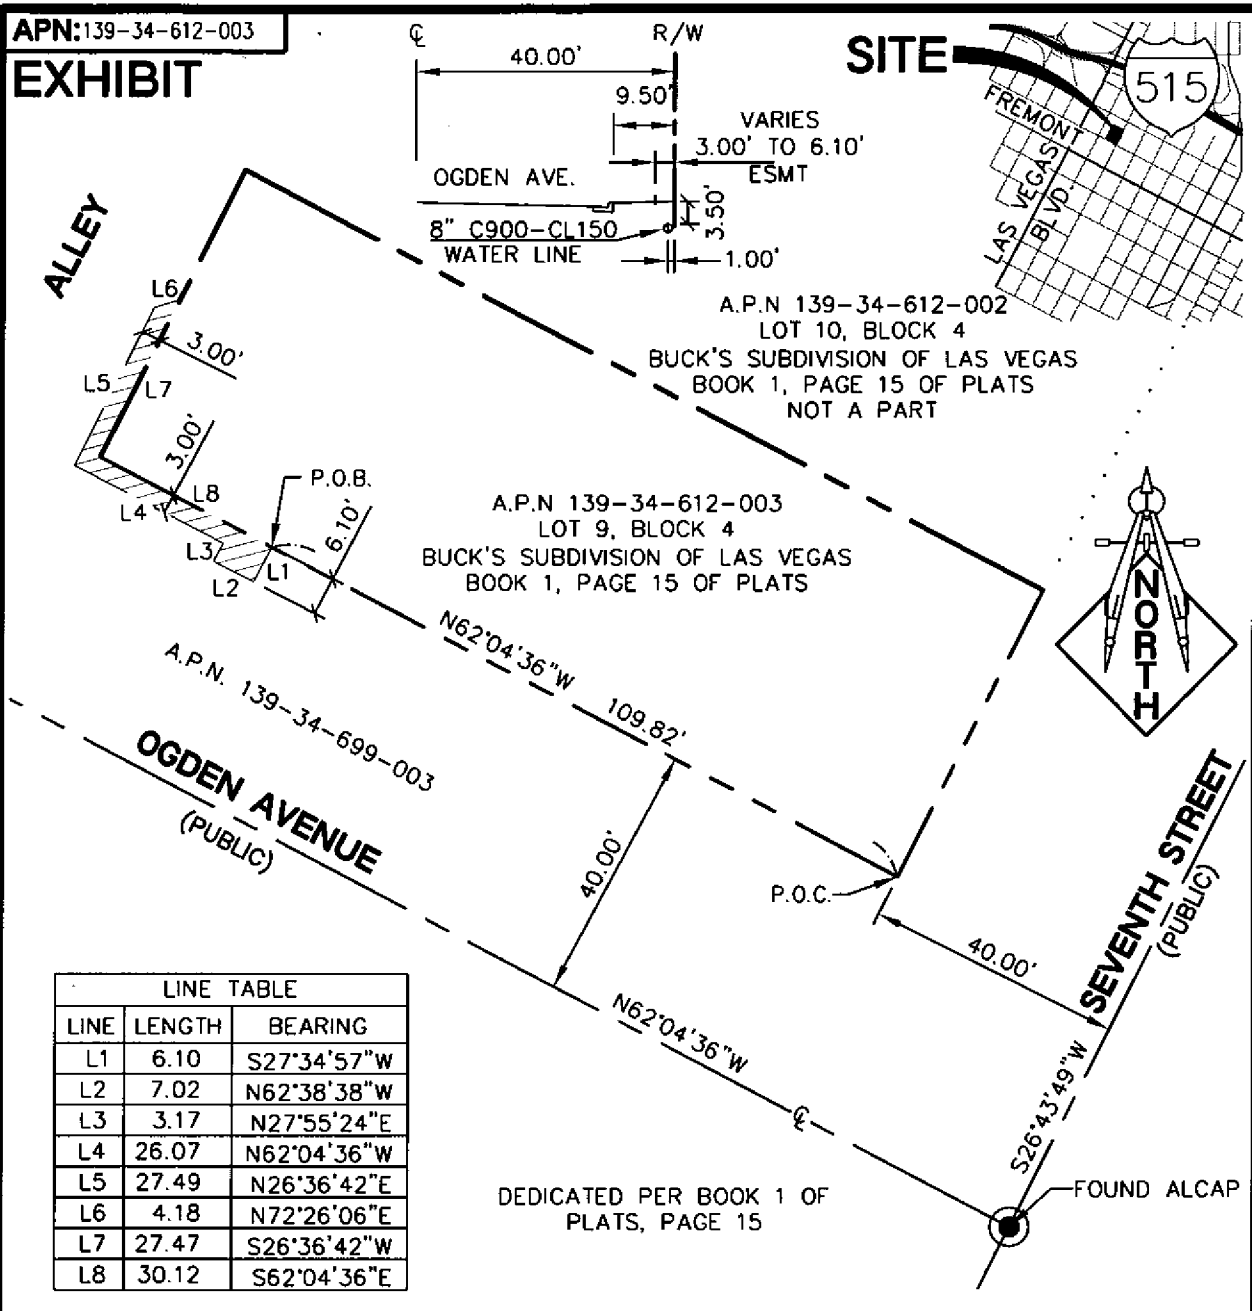 APN:139-34-612-003
EXHIBIT
℄
R/W
40.00'
9.50'
VARIES
3.00' TO 6.10'
ESMT
OGDEN AVE.
3.50'
8" C900-CL150
WATER LINE
1.00'
SITE
515
FREMONT
LAS VEGAS
BLVD.
ALLEY
A.P.N 139-34-612-002
LOT 10, BLOCK 4
BUCK'S SUBDIVISION OF LAS VEGAS
BOOK 1, PAGE 15 OF PLATS
NOT A PART
L6
3.00'
L5
L7
3.00'
L8
L4
P.O.B.
L3
L1
L2
6.10'
A.P.N 139-34-612-003
LOT 9, BLOCK 4
BUCK'S SUBDIVISION OF LAS VEGAS
BOOK 1, PAGE 15 OF PLATS
NORTH
N62°04'36"W
109.82'
A.P.N. 139-34-699-003
OGDEN AVENUE
(PUBLIC)
40.00'
P.O.C.
40.00'
SEVENTH STREET
(PUBLIC)
N62°04'36"W
℄
S26°43'49"W
FOUND ALCAP
DEDICATED PER BOOK 1 OF
PLATS, PAGE 15
LINE TABLE
LINE LENGTH BEARING
L1 6.10 S27°34'57"W
L2 7.02 N62°38'38"W
L3 3.17 N27°55'24"E
L4 26.07 N62°04'36"W
L5 27.49 N26°36'42"E
L6 4.18 N72°26'06"E
L7 27.47 S26°36'42"W
L8 30.12 S62°04'36"E